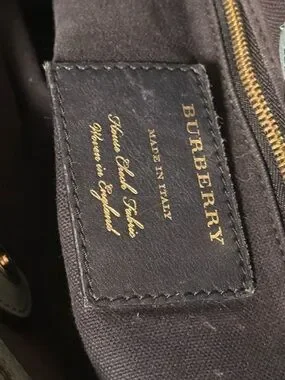 BURBERRY
MADE IN ITALY
House Check Fabric
Woven in England